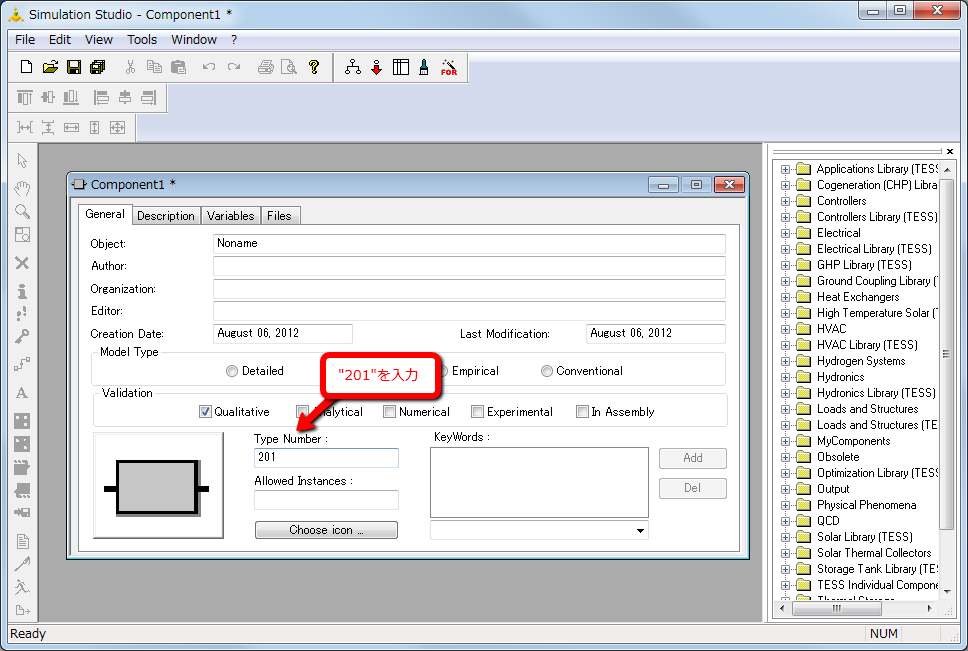 Simulation Studio - Component1 *
File Edit View Tools Window ?
FOR
Component1 *
General Description Variables Files
Object: Noname
Author:
Organization:
Editor:
Creation Date: August 06, 2012 Last Modification: August 06, 2012
Model Type
Detailed Empirical Conventional
"201"を入力
Validation
Qualitative Analytical Numerical Experimental In Assembly
Type Number :
201
Allowed Instances :
Choose icon ...
KeyWords :
Add
Del
Applications Library (TESS
Cogeneration (CHP) Libra
Controllers
Controllers Library (TESS)
Electrical
Electrical Library (TESS)
GHP Library (TESS)
Ground Coupling Library (
Heat Exchangers
High Temperature Solar (
HVAC
HVAC Library (TESS)
Hydrogen Systems
Hydronics
Hydronics Library (TESS)
Loads and Structures
Loads and Structures (TE
MyComponents
Obsolete
Optimization Library (TESS
Output
Physical Phenomena
QCD
Solar Library (TESS)
Solar Thermal Collectors
Storage Tank Library (TES
TESS Individual Compone
Thermal Storage
Ready NUM